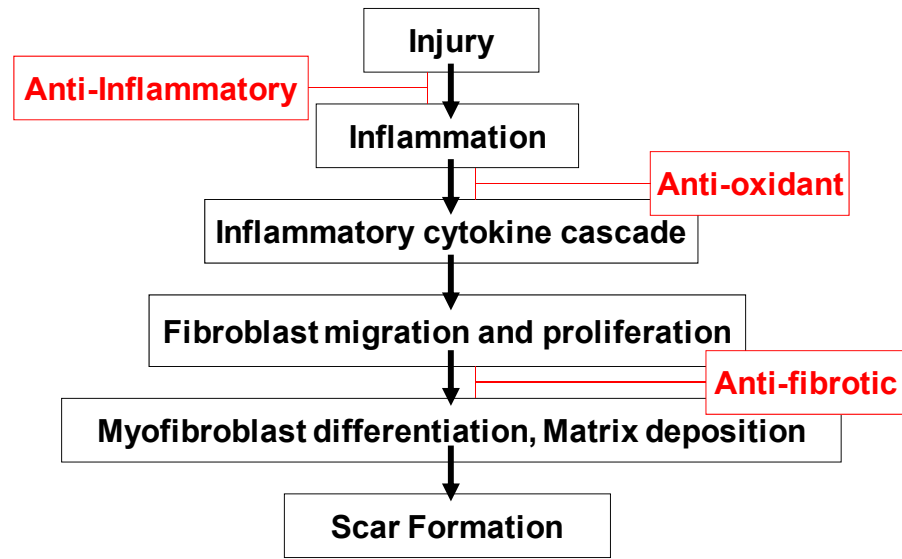 Injury
Anti-Inflammatory
Inflammation
Anti-oxidant
Inflammatory cytokine cascade
Fibroblast migration and proliferation
Anti-fibrotic
Myofibroblast differentiation, Matrix deposition
Scar Formation